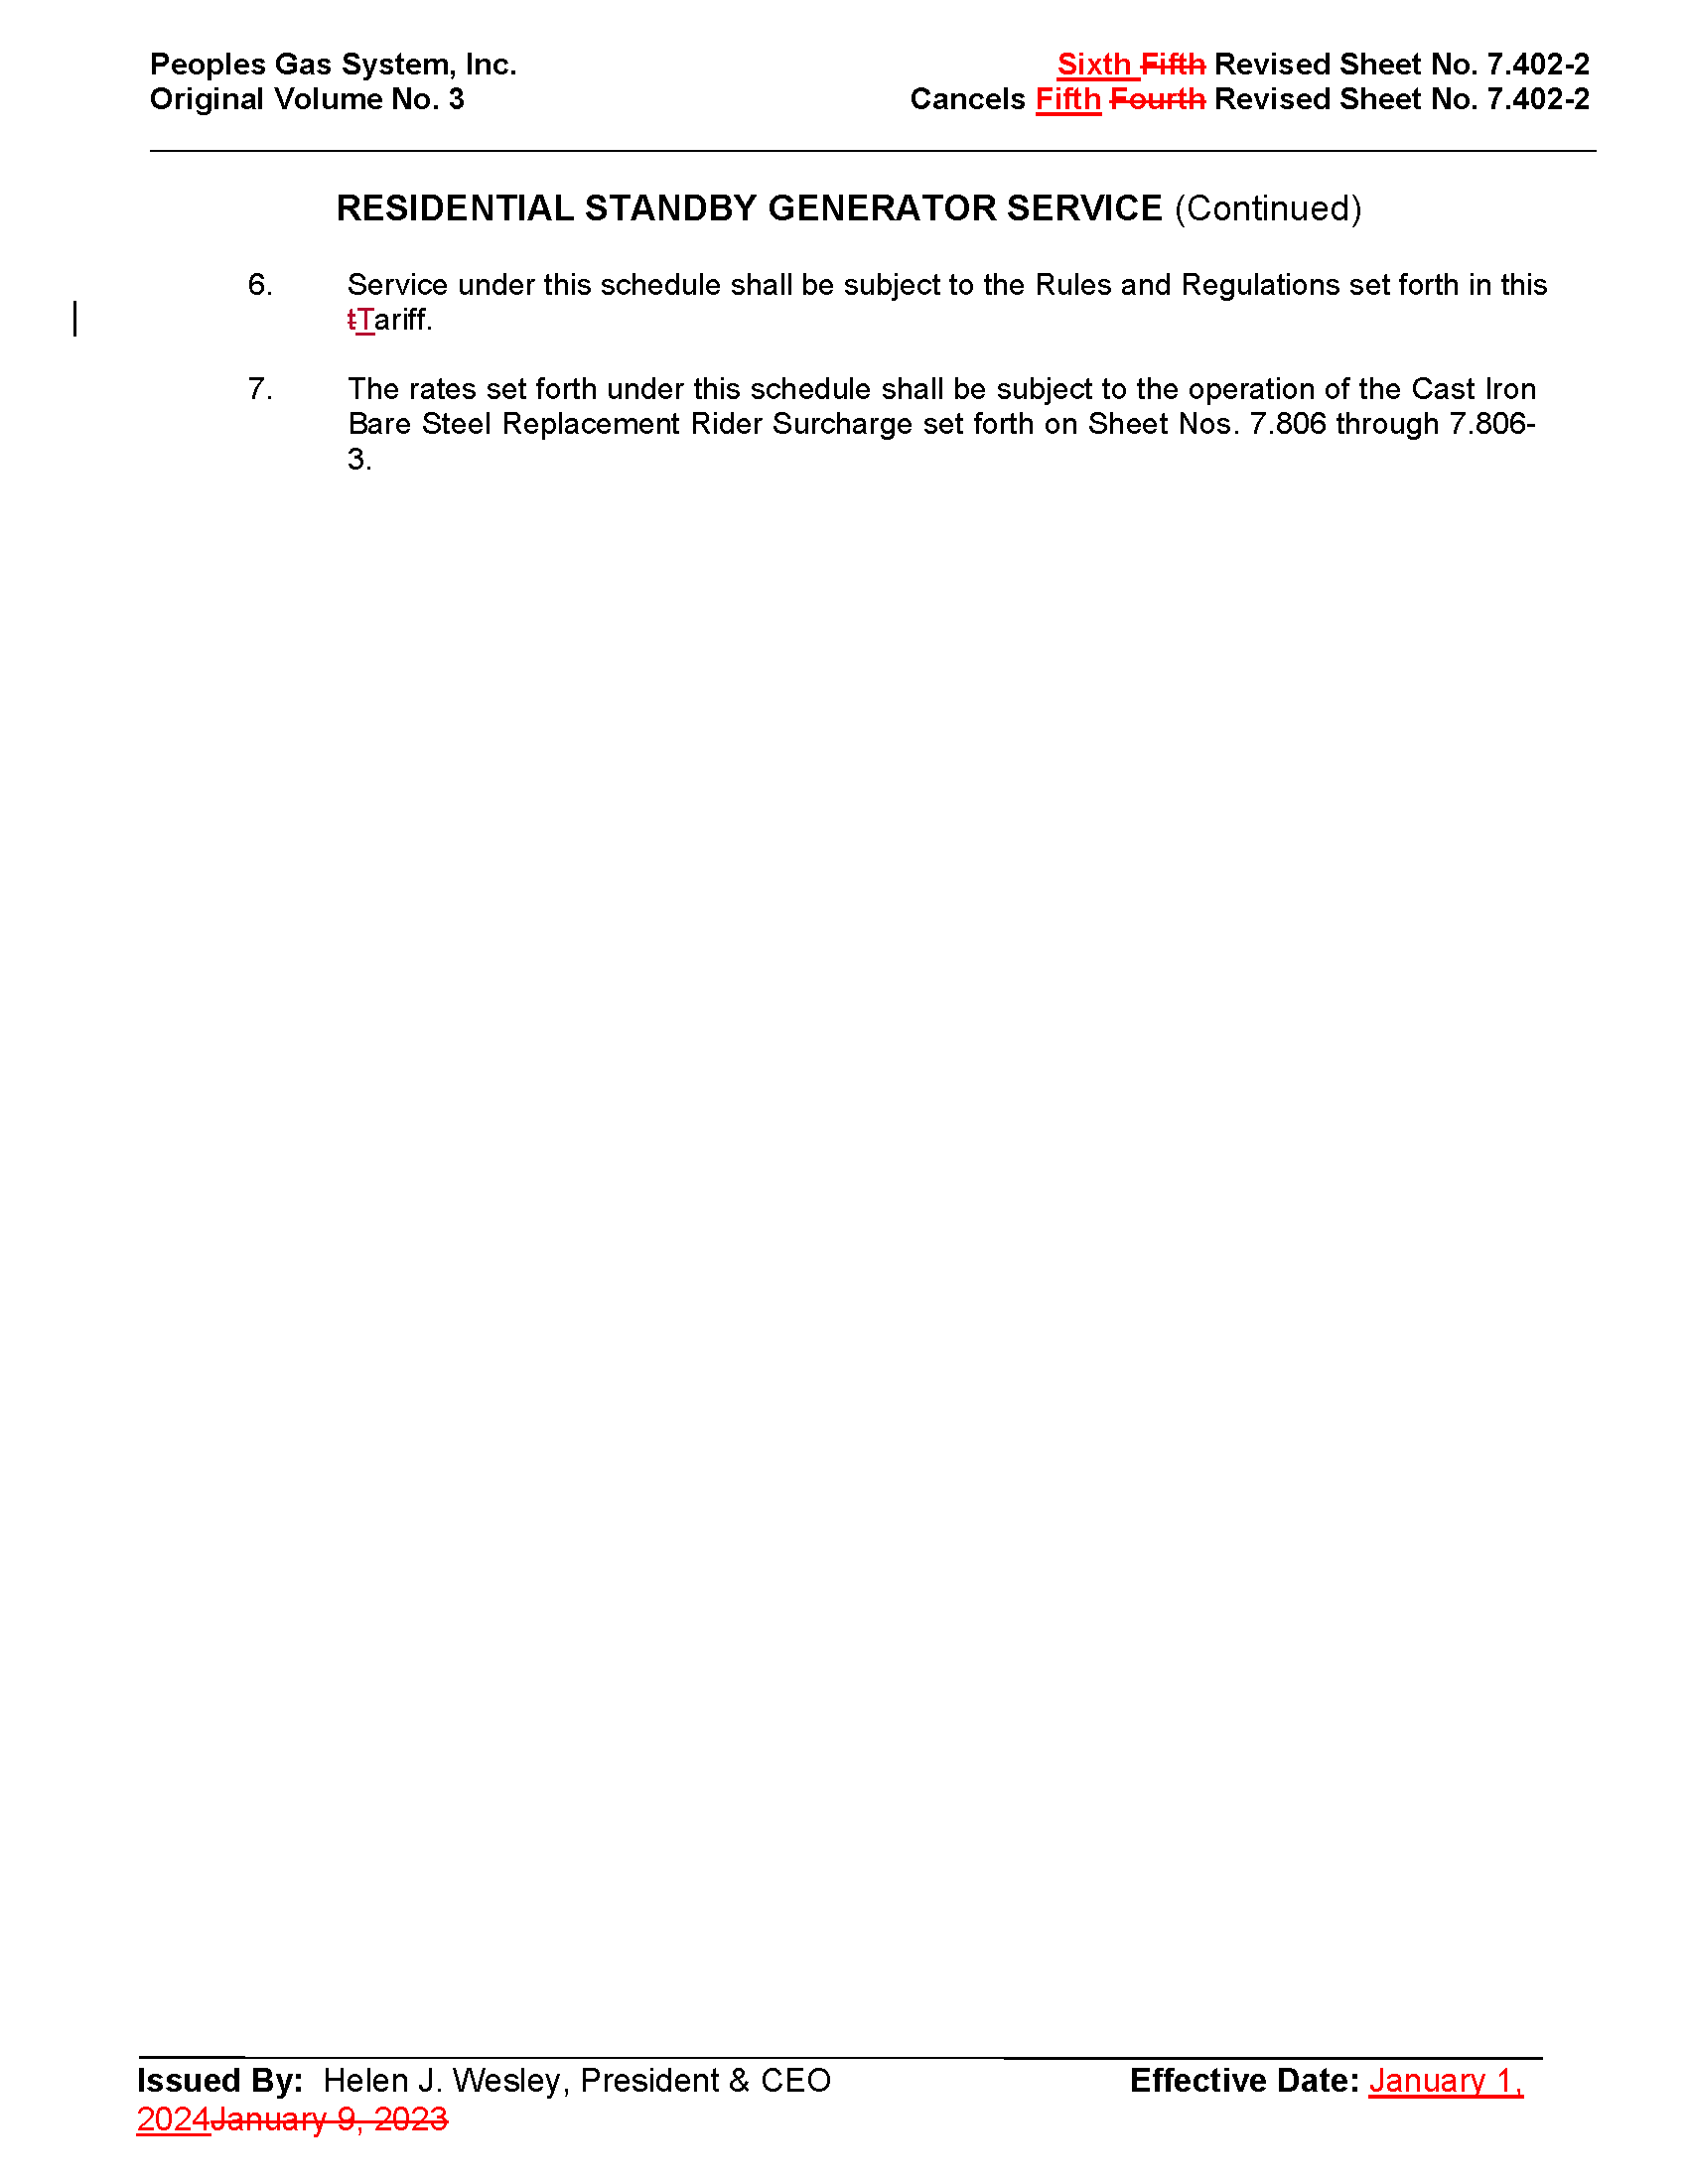 Peoples Gas System, Inc.
Original Volume No. 3
Sixth Fifth Revised Sheet No. 7.402-2
Cancels Fifth Fourth Revised Sheet No. 7.402-2
RESIDENTIAL STANDBY GENERATOR SERVICE (Continued)
6. Service under this schedule shall be subject to the Rules and Regulations set forth in this
tTariff.
7. The rates set forth under this schedule shall be subject to the operation of the Cast Iron
Bare Steel Replacement Rider Surcharge set forth on Sheet Nos. 7.806 through 7.806-
3.
Issued By: Helen J. Wesley, President & CEO Effective Date: January 1,
2024January 9, 2023